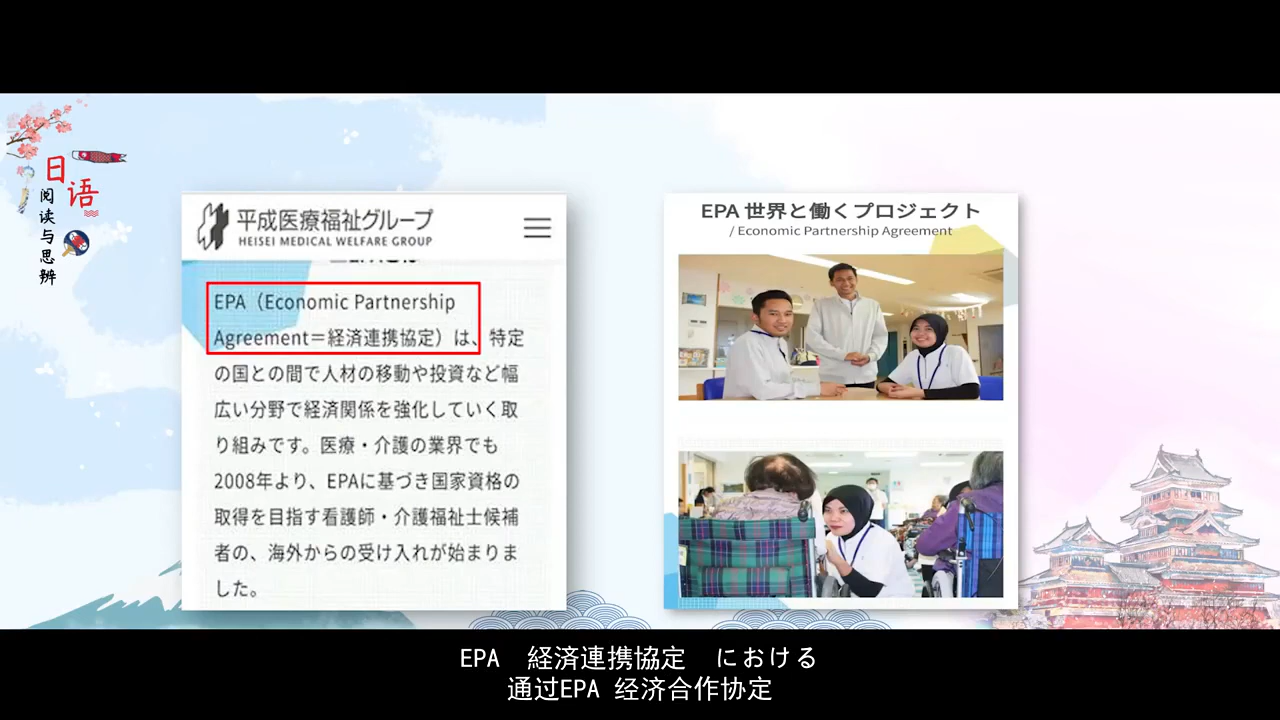 日语
阅读与思辨
平成医療福祉グループ
HEISEI MEDICAL WELFARE GROUP
EPA（Economic Partnership
Agreement＝経済連携協定）は、特定
の国との間で人材の移動や投資など幅
広い分野で経済関係を強化していく取
り組みです。医療・介護の業界でも
2008年より、EPAに基づき国家資格の
取得を目指す看護師・介護福祉士候補
者の、海外からの受け入れが始まりま
した。
EPA 世界と働くプロジェクト
/ Economic Partnership Agreement
EPA 経済連携協定 における
通过EPA 经济合作协定